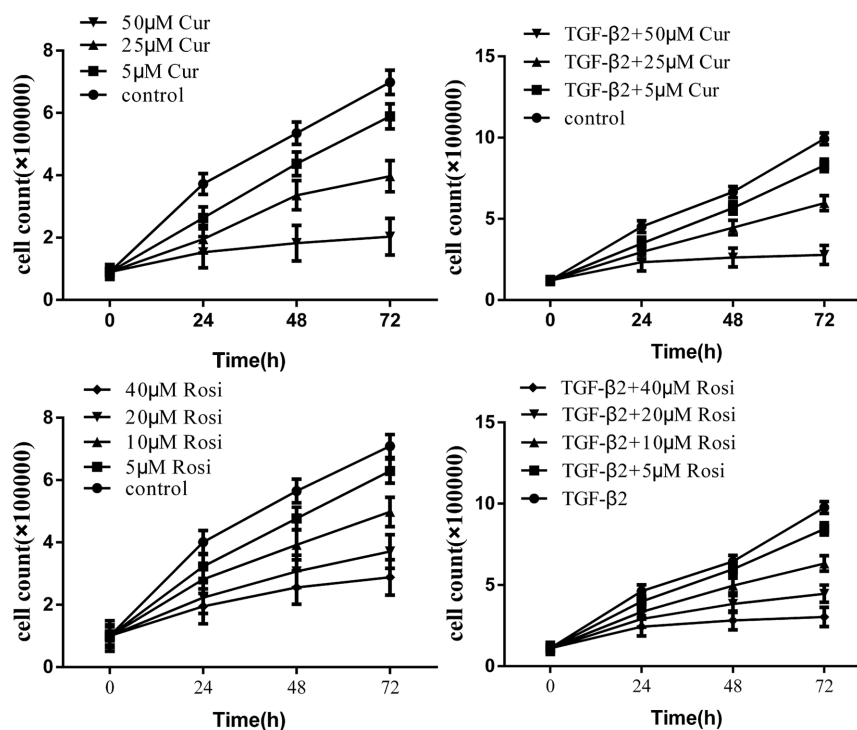 50μM Cur
25μM Cur
5μM Cur
control
8
6
4
2
0
cell count(×100000)
0 24 48 72
Time(h)
TGF-β2+50μM Cur
TGF-β2+25μM Cur
TGF-β2+5μM Cur
control
15
10
5
0
cell count(×100000)
0 24 48 72
Time(h)
40μM Rosi
20μM Rosi
10μM Rosi
5μM Rosi
control
8
6
4
2
0
cell count(×100000)
0 24 48 72
Time(h)
TGF-β2+40μM Rosi
TGF-β2+20μM Rosi
TGF-β2+10μM Rosi
TGF-β2+5μM Rosi
TGF-β2
15
10
5
0
cell count(×100000)
0 24 48 72
Time(h)